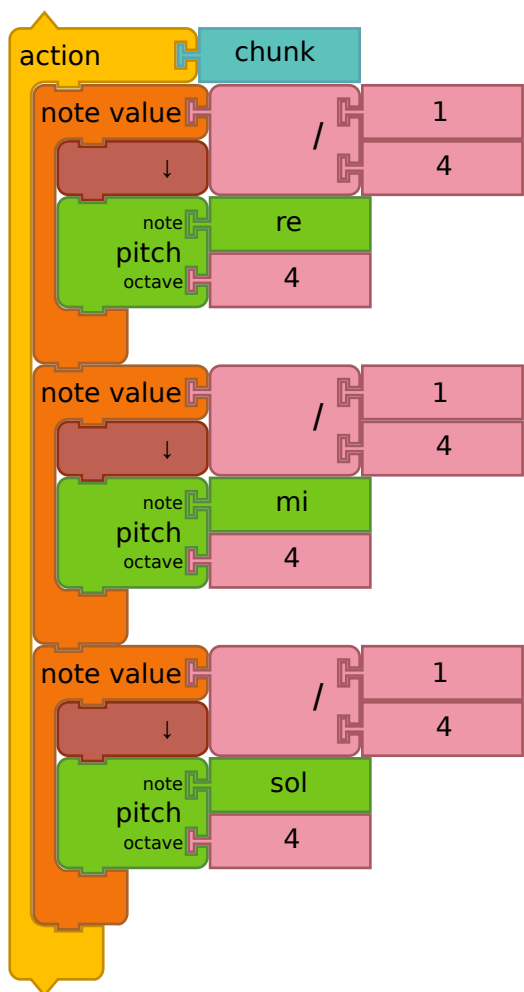 action chunk
note value / 1
4
↓
note re
pitch
octave 4
note value / 1
4
↓
note mi
pitch
octave 4
note value / 1
4
↓
note sol
pitch
octave 4